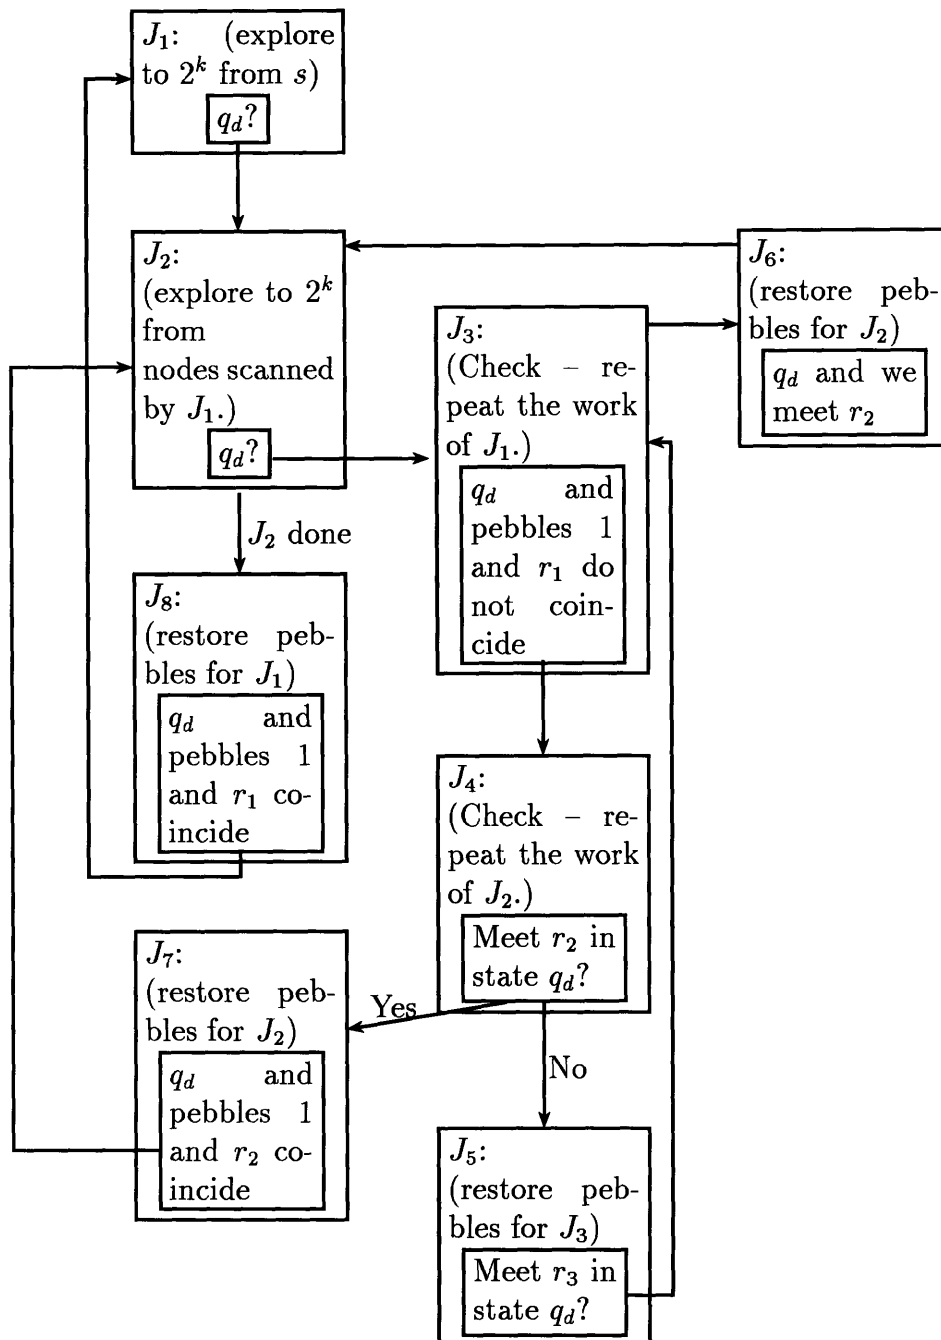 J₁: (explore
to 2ᵏ from s)
q_d?
J₂:
(explore to 2ᵏ
from
nodes scanned
by J₁.)
q_d?
J₂ done
J₈:
(restore peb-
bles for J₁)
q_d and
pebbles 1
and r₁ co-
incide
J₇:
(restore peb-
bles for J₂)
q_d and
pebbles 1
and r₂ co-
incide
J₃:
(Check – re-
peat the work
of J₁.)
q_d and
pebbles 1
and r₁ do
not coin-
cide
J₄:
(Check – re-
peat the work
of J₂.)
Meet r₂ in
state q_d?
Yes
No
J₅:
(restore peb-
bles for J₃)
Meet r₃ in
state q_d?
J₆:
(restore peb-
bles for J₂)
q_d and we
meet r₂